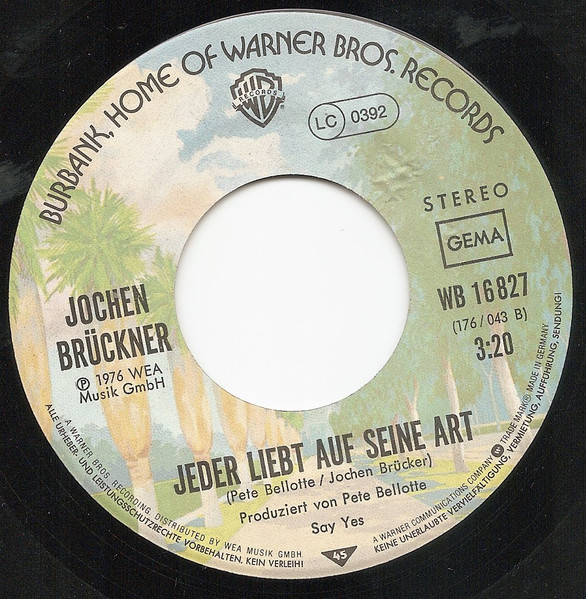 BURBANK, HOME OF WARNER BROS. RECORDS
RECORDS
LC 0392
STEREO
GEMA
WB 16 827
(176/043 B)
3:20
JOCHEN
BRÜCKNER
Ⓟ 1976 WEA
Musik GmbH
JEDER LIEBT AUF SEINE ART
(Pete Bellotte/Jochen Brücker)
Produziert von Pete Bellotte
Say Yes
45
A WARNER BROS. RECORDING DISTRIBUTED BY WEA MUSIK GMBH
ALLE URHEBER- UND LEISTUNGSSCHUTZRECHTE VORBEHALTEN, KEIN VERLEIH!
A WARNER COMMUNICATIONS COMPANY TRADE MARK® MADE IN GERMANY
KEINE UNERLAUBTE VERVIELFÄLTIGUNG, VERMIETUNG, AUFFÜHRUNG, SENDUNG!